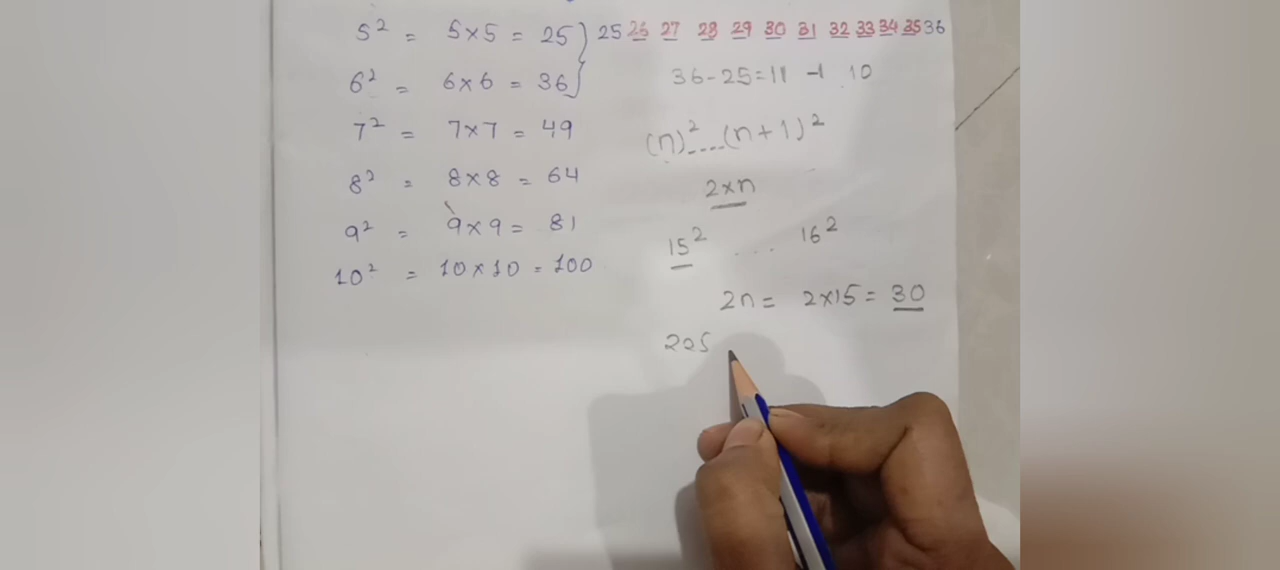 5² = 5×5 = 25 } 25 26 27 28 29 30 31 32 33 34 35 36
6² = 6×6 = 36
36-25=11 -1 10
7² = 7×7 = 49
(n)²....(n+1)²
8² = 8×8 = 64
2×n
9² = 9×9 = 81
15² ... 16²
10² = 10×10 = 100
2n = 2×15 = 30
225